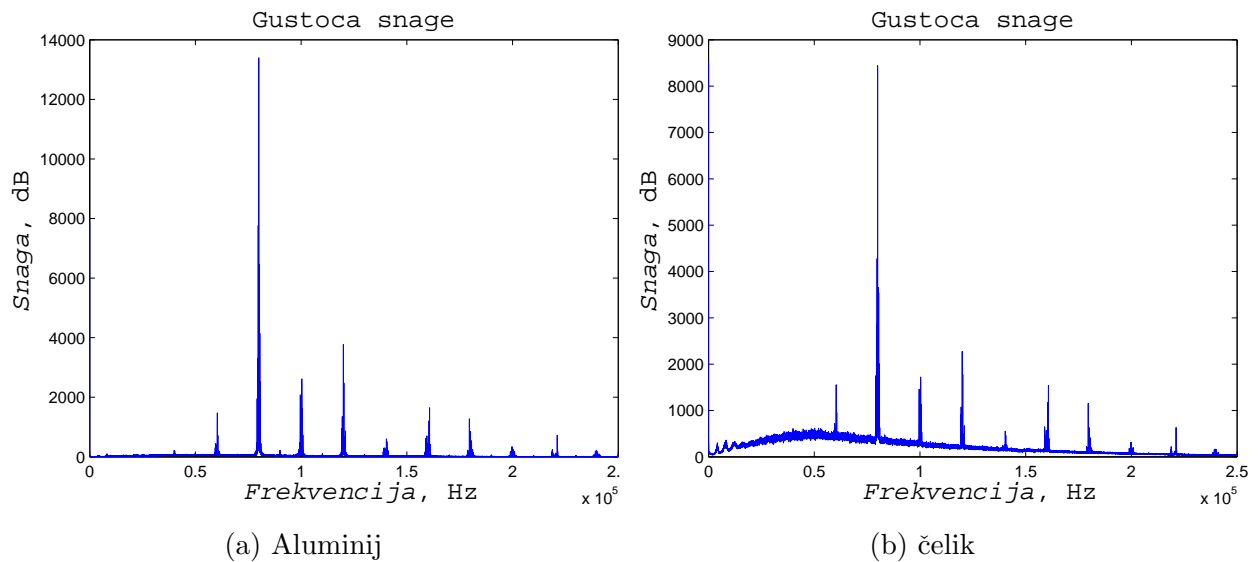 Gustoca snage
14000
12000
10000
8000
6000
4000
2000
0
Snaga, dB
0 0.5 1 1.5 2 2.
Frekvencija, Hz
x 10^5
(a) Aluminij
Gustoca snage
9000
8000
7000
6000
5000
4000
3000
2000
1000
0
Snaga, dB
0 0.5 1 1.5 2 2.5
Frekvencija, Hz
x 10^5
(b) čelik